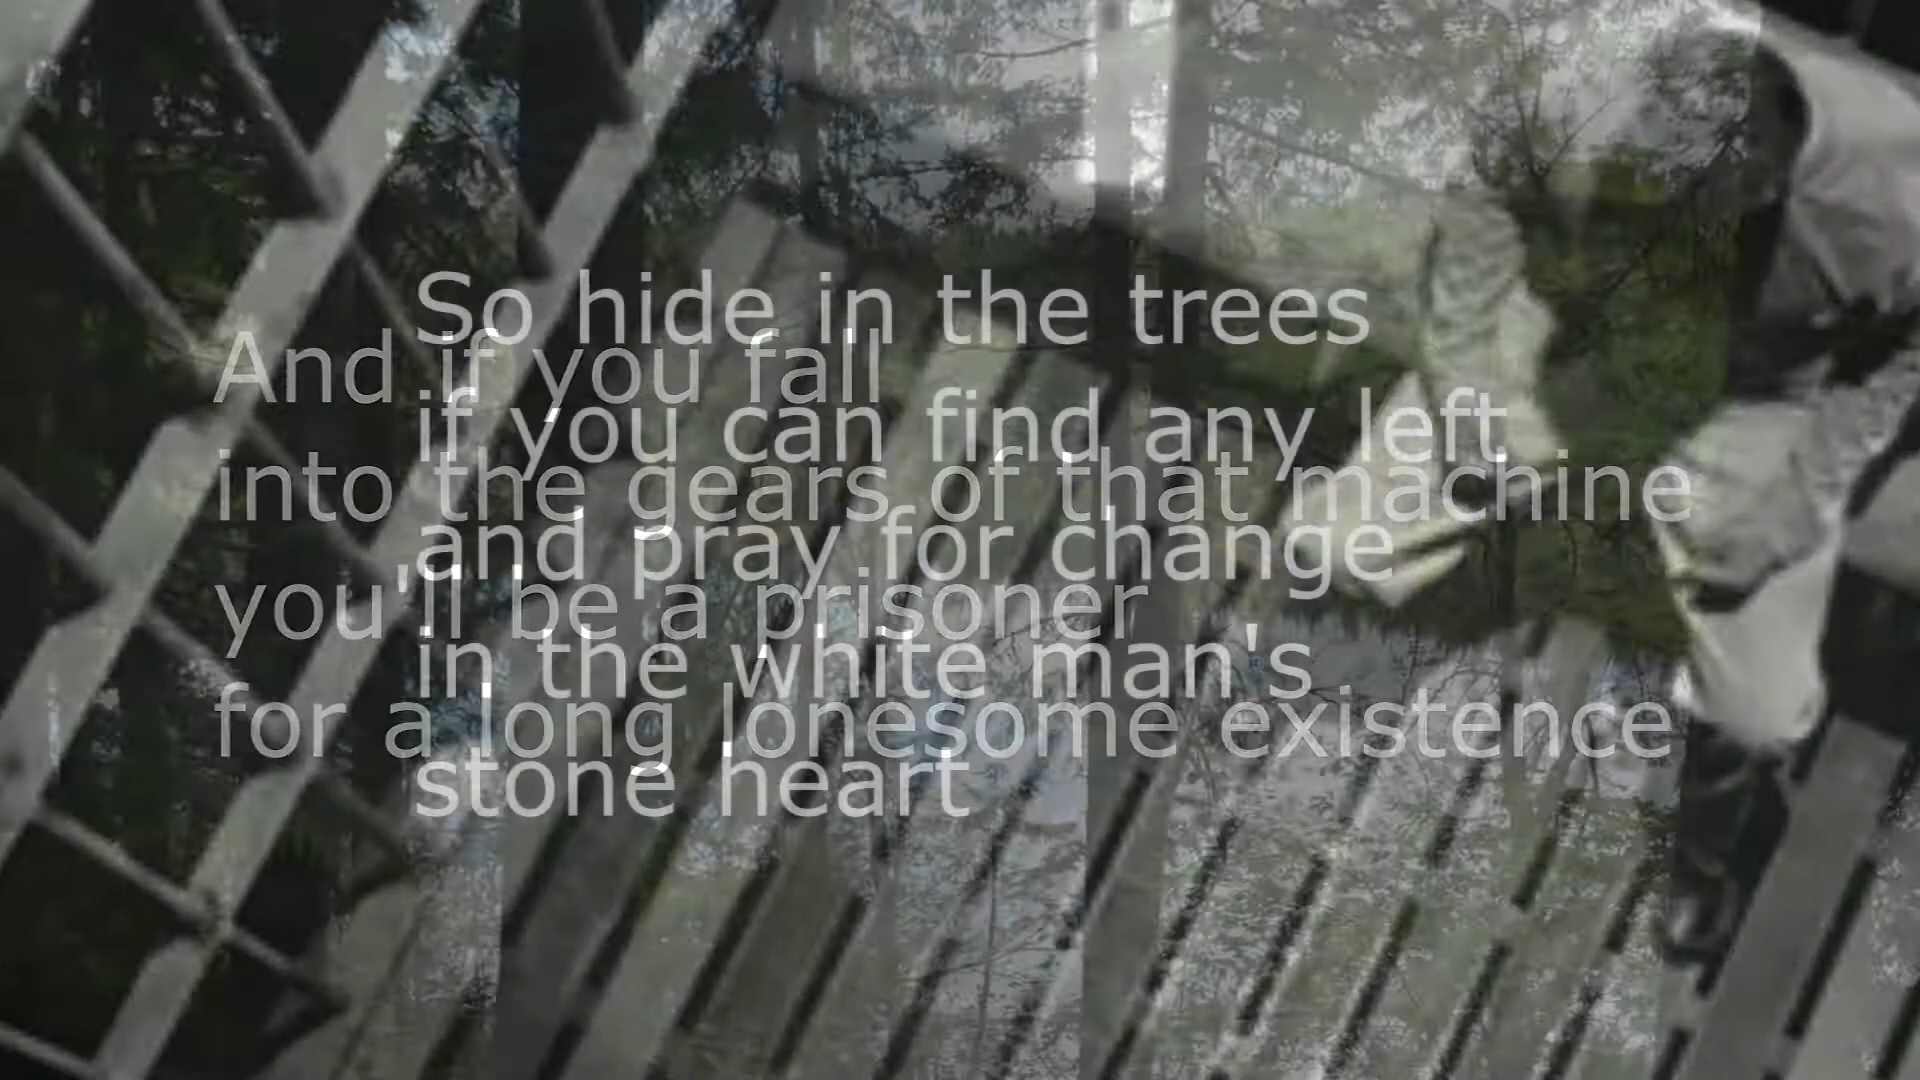 So hide in the trees
if you can find any left
and pray for change
in the white man's
stone heart
And if you fall
into the gears of that machine
you'll be a prisoner
for a long lonesome existence